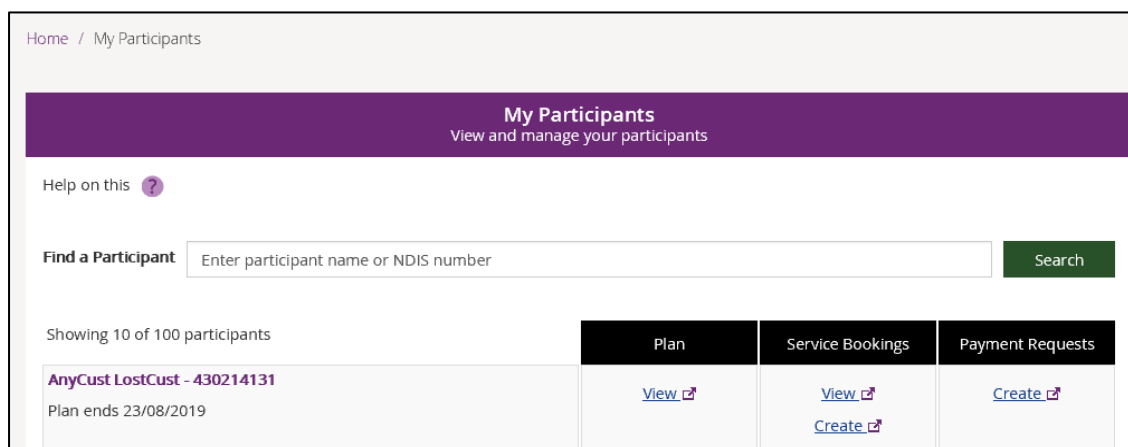 Home / My Participants
My Participants
View and manage your participants
Help on this ?
Find a Participant Enter participant name or NDIS number Search
Showing 10 of 100 participants Plan Service Bookings Payment Requests
AnyCust LostCust - 430214131
Plan ends 23/08/2019 View View Create
Create